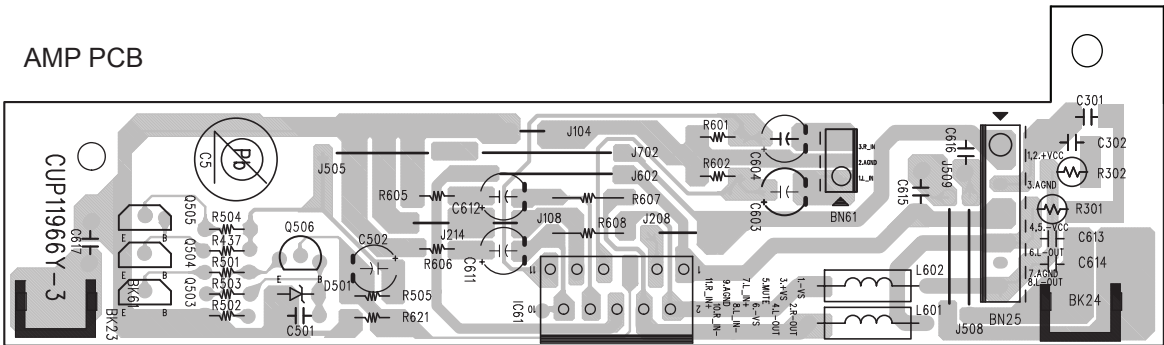 AMP PCB
C301
C302
1,2.+VCC
R302
3.AGND
R301
4,5.-VCC
C613
6.L-OUT
C614
7.AGND
8.L-OUT
BK24
BN25
C616
J509
C615
J508
L602
L601
R601
R602
C604
C603
3.R_IN
2.AGND
1.L_IN
BN61
J104
J702
J602
R607
J108
R608
J208
J505
R605
C612
J214
R606
C611
C5
Pb
CUP11966Y-3
C617
Q505
E
B
R504
R437
Q504
E
B
R501
R503
Q503
E
B
R502
BK61
BK23
Q506
E
B
D501
C501
C502
R505
R621
IC61
11
1
10
2
1.-VS
2.R-OUT
3.+VS
4.L-OUT
5.MUTE
6.-VS
7.L_IN+
8.L_IN-
9.AGND
10.R_IN-
11.R_IN+